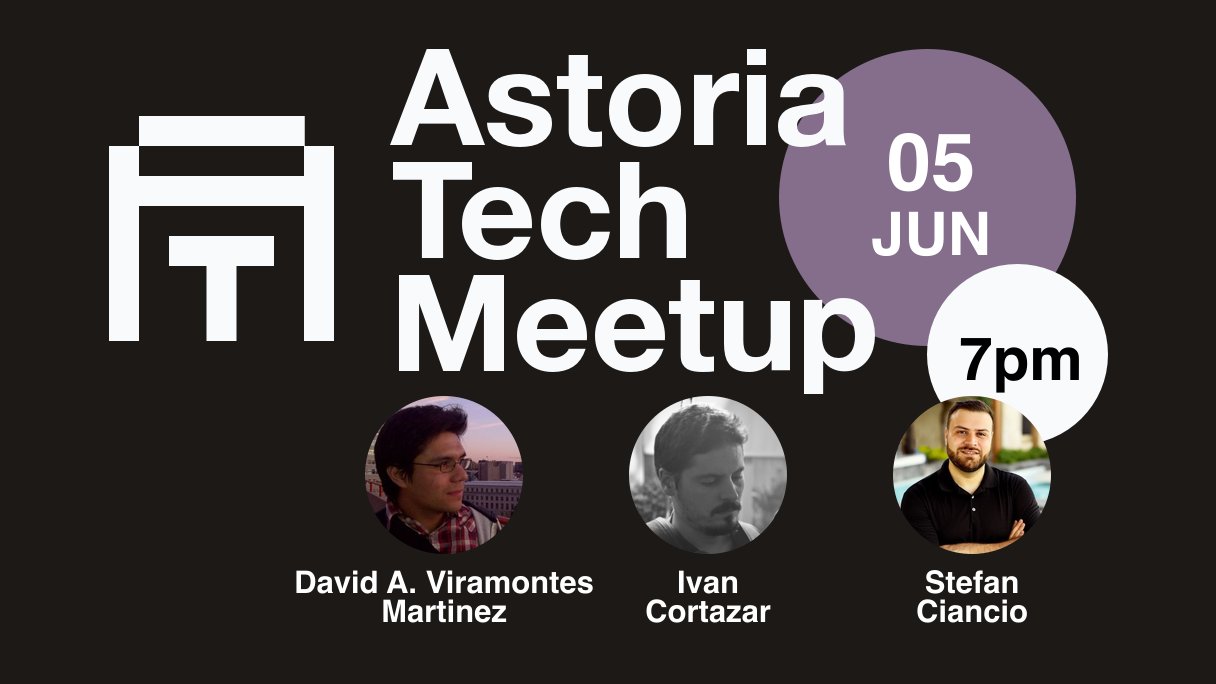 Astoria
Tech
Meetup
05
JUN
7pm
David A. Viramontes
Martinez
Ivan
Cortazar
Stefan
Ciancio